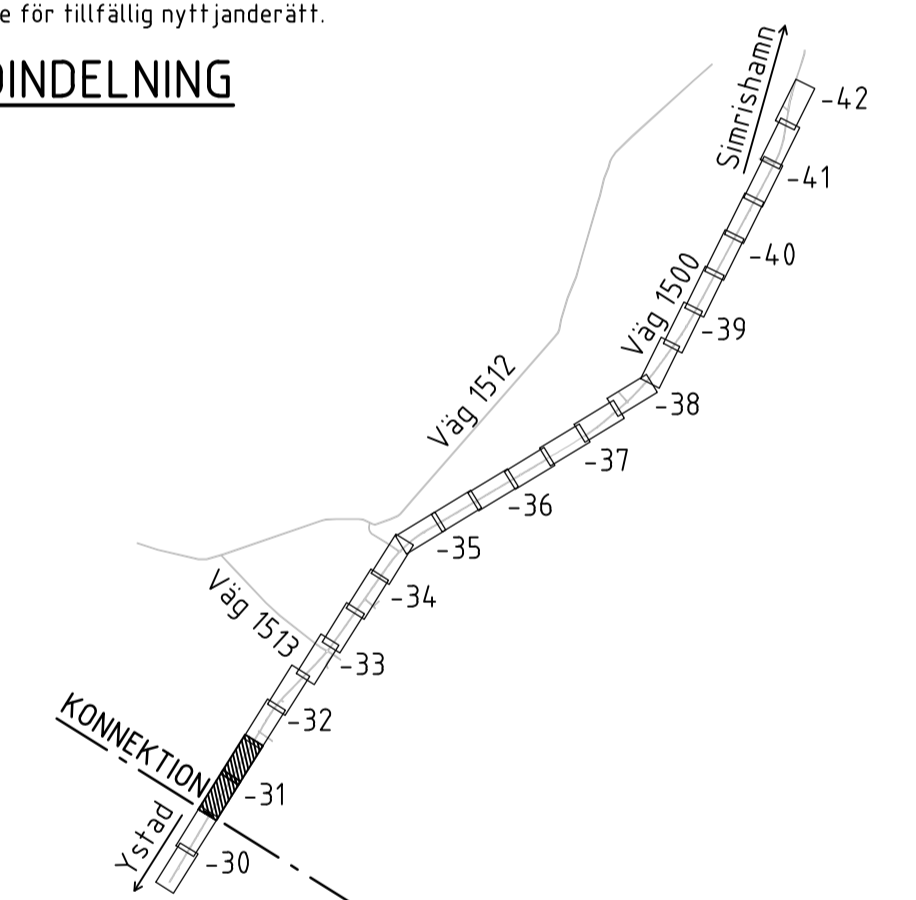 e för tillfällig nyttjanderätt.
DINDELNING
Simrishamn
-42
-41
-40
Väg 1500
-39
Väg 1512
-38
-37
-36
-35
Väg 1513
-34
-33
KONNEKTION
-32
-31
Ystad
-30